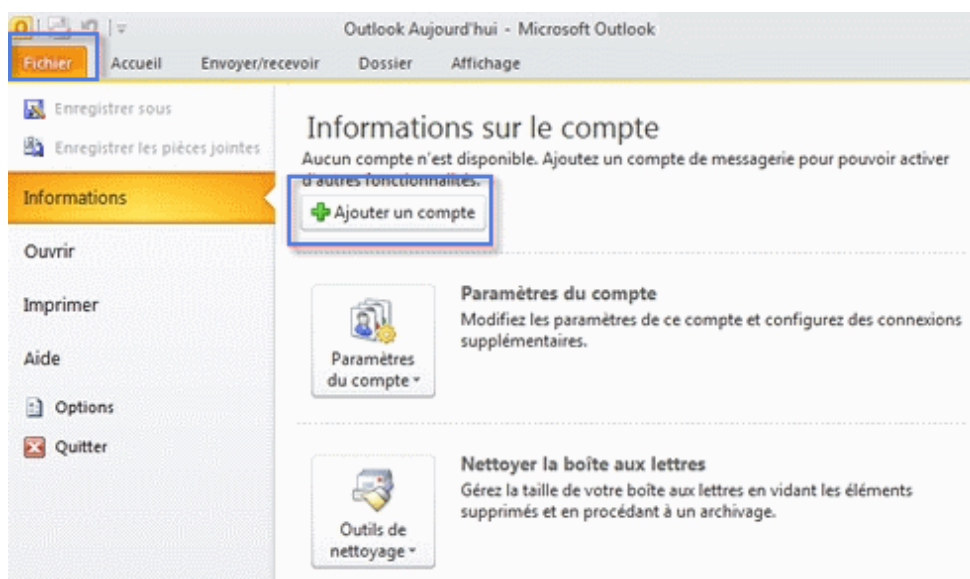 Outlook Aujourd'hui - Microsoft Outlook
Fichier Accueil Envoyer/recevoir Dossier Affichage
Enregistrer sous
Enregistrer les pièces jointes
Informations
Ouvrir
Imprimer
Aide
Options
Quitter
Informations sur le compte
Aucun compte n'est disponible. Ajoutez un compte de messagerie pour pouvoir activer
d'autres fonctionnalités.
Ajouter un compte
Paramètres
du compte
Paramètres du compte
Modifiez les paramètres de ce compte et configurez des connexions
supplémentaires.
Outils de
nettoyage
Nettoyer la boîte aux lettres
Gérez la taille de votre boîte aux lettres en vidant les éléments
supprimés et en procédant à un archivage.